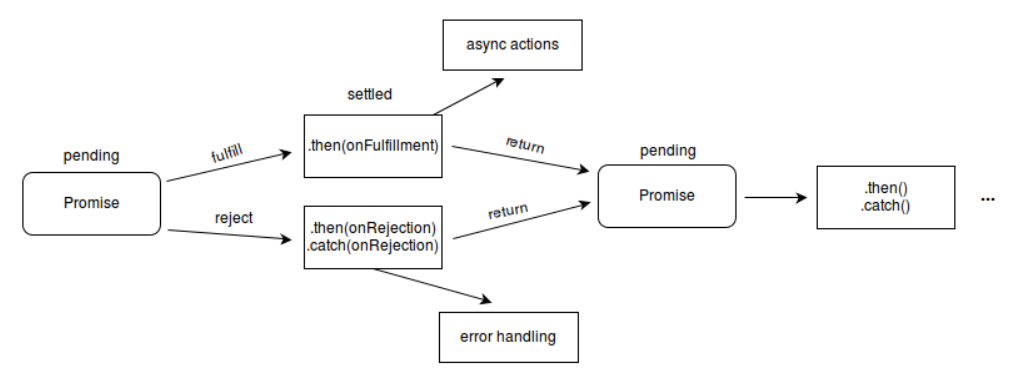 async actions
settled
.then(onFulfillment)
pending
fulfill
return
pending
Promise
reject
.then(onRejection)
.catch(onRejection)
return
Promise
.then()
.catch()
...
error handling